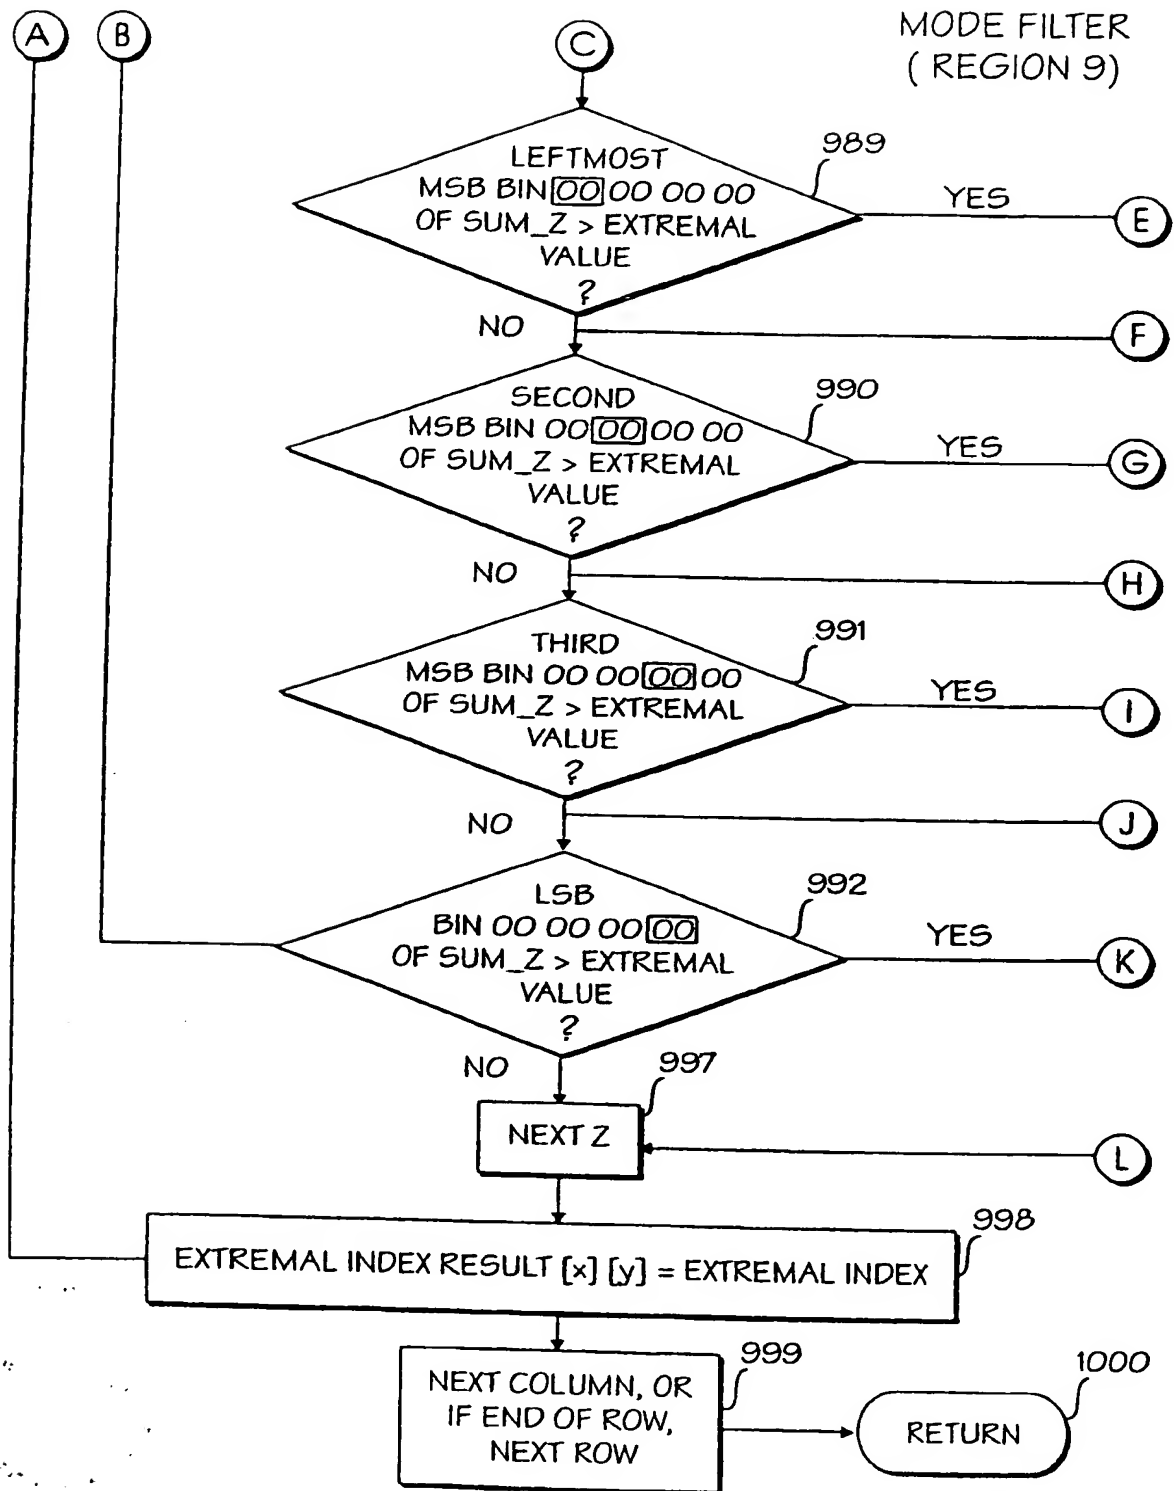 A B C
MODE FILTER
( REGION 9)
989
LEFTMOST
MSB BIN 00 00 00 00
OF SUM_Z > EXTREMAL
VALUE
?
YES
E
NO
F
990
SECOND
MSB BIN 00 00 00 00
OF SUM_Z > EXTREMAL
VALUE
?
YES
G
NO
H
991
THIRD
MSB BIN 00 00 00 00
OF SUM_Z > EXTREMAL
VALUE
?
YES
I
NO
J
992
LSB
BIN 00 00 00 00
OF SUM_Z > EXTREMAL
VALUE
?
YES
K
NO
997
NEXT Z
L
998
EXTREMAL INDEX RESULT [x] [y] = EXTREMAL INDEX
999
NEXT COLUMN, OR
IF END OF ROW,
NEXT ROW
1000
RETURN